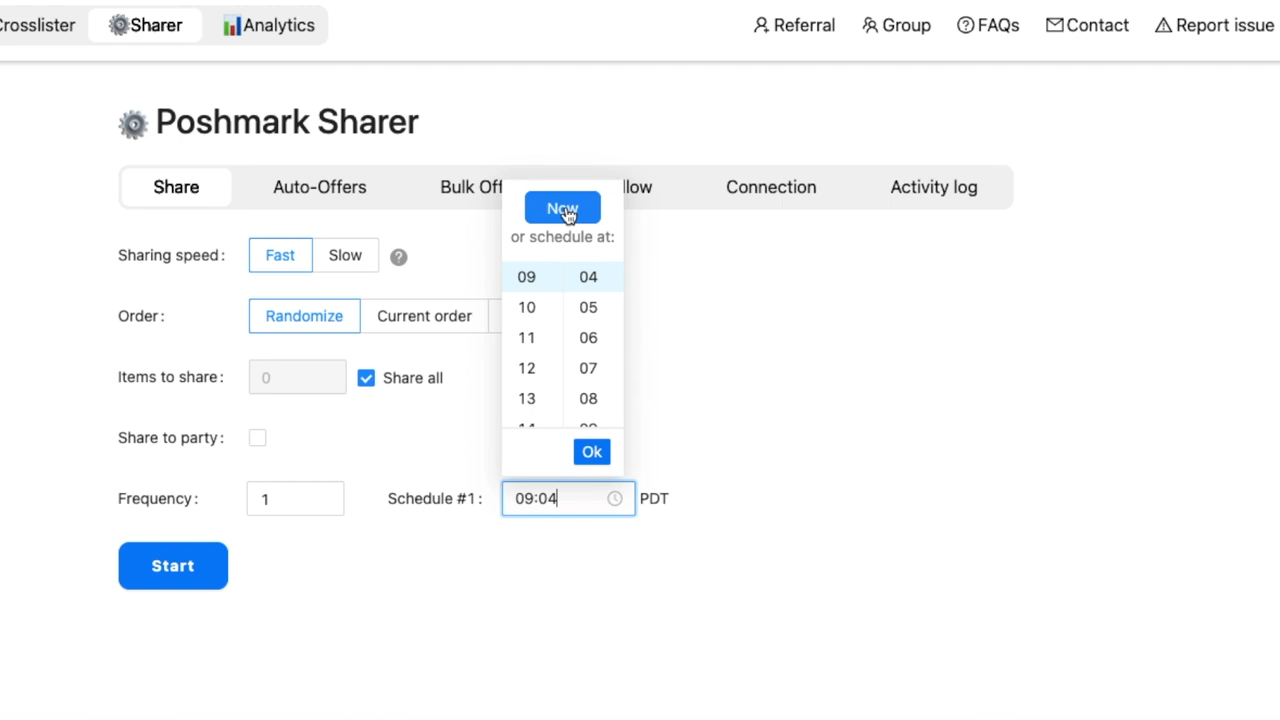 Crosslister Sharer Analytics Referral Group FAQs Contact Report issue
Poshmark Sharer
Share Auto-Offers Bulk Connection Activity log
Now
or schedule at:
Sharing speed: Fast Slow ?
09 04
10 05
Order: Randomize Current order
11 06
12 07
Items to share: 0 Share all
13 08
Share to party:
Ok
Frequency: 1 Schedule #1: 09:04 PDT
Start